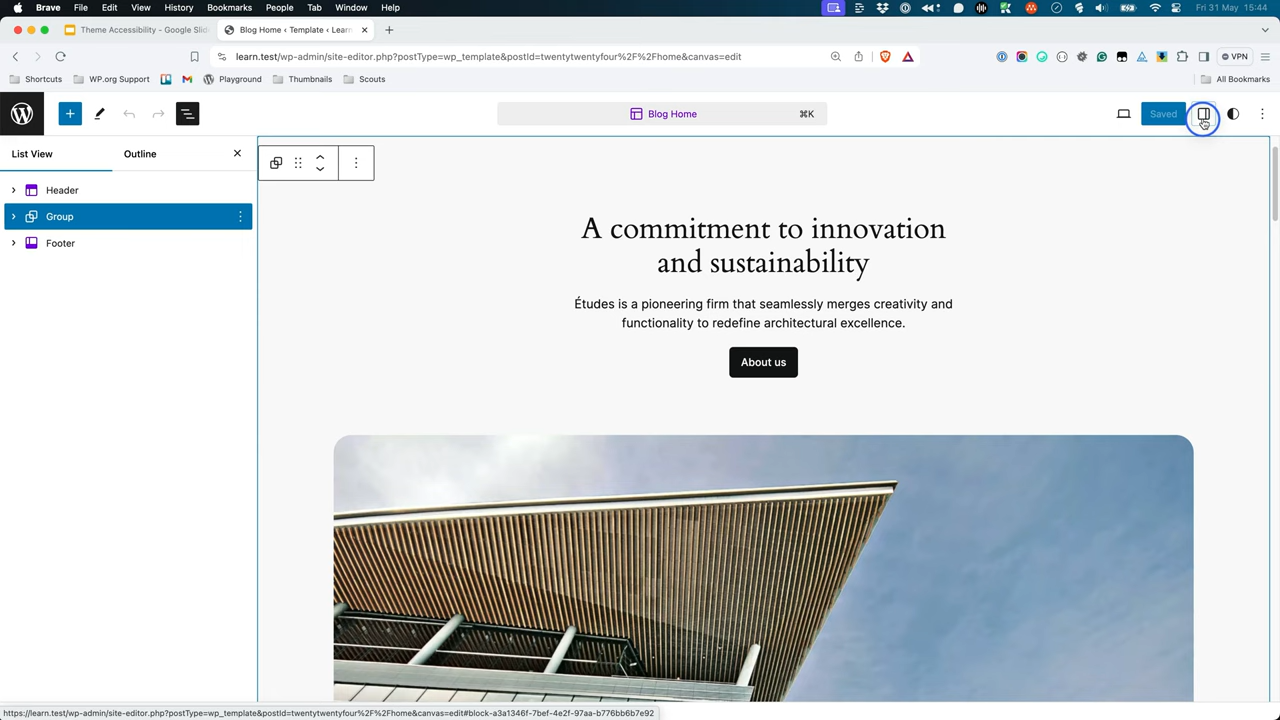 Brave File Edit View History Bookmarks People Tab Window Help Fri 31 May 15:44
Theme Accessibility - Google Slid Blog Home < Template < Learn
learn.test/wp-admin/site-editor.php?postType=wp_template&postId=twentytwentyfour%2F%2Fhome&canvas=edit VPN
Shortcuts WP.org Support Playground Thumbnails Scouts All Bookmarks
Blog Home ⌘K Saved
List View Outline
Header
Group
Footer
A commitment to innovation
and sustainability
Études is a pioneering firm that seamlessly merges creativity and
functionality to redefine architectural excellence.
About us
https://learn.test/wp-admin/site-editor.php?postType=wp_template&postId=twentytwentyfour%2F%2Fhome&canvas=edit#block-a3a1346f-7bef-4e2f-97aa-b776bb6b7e92